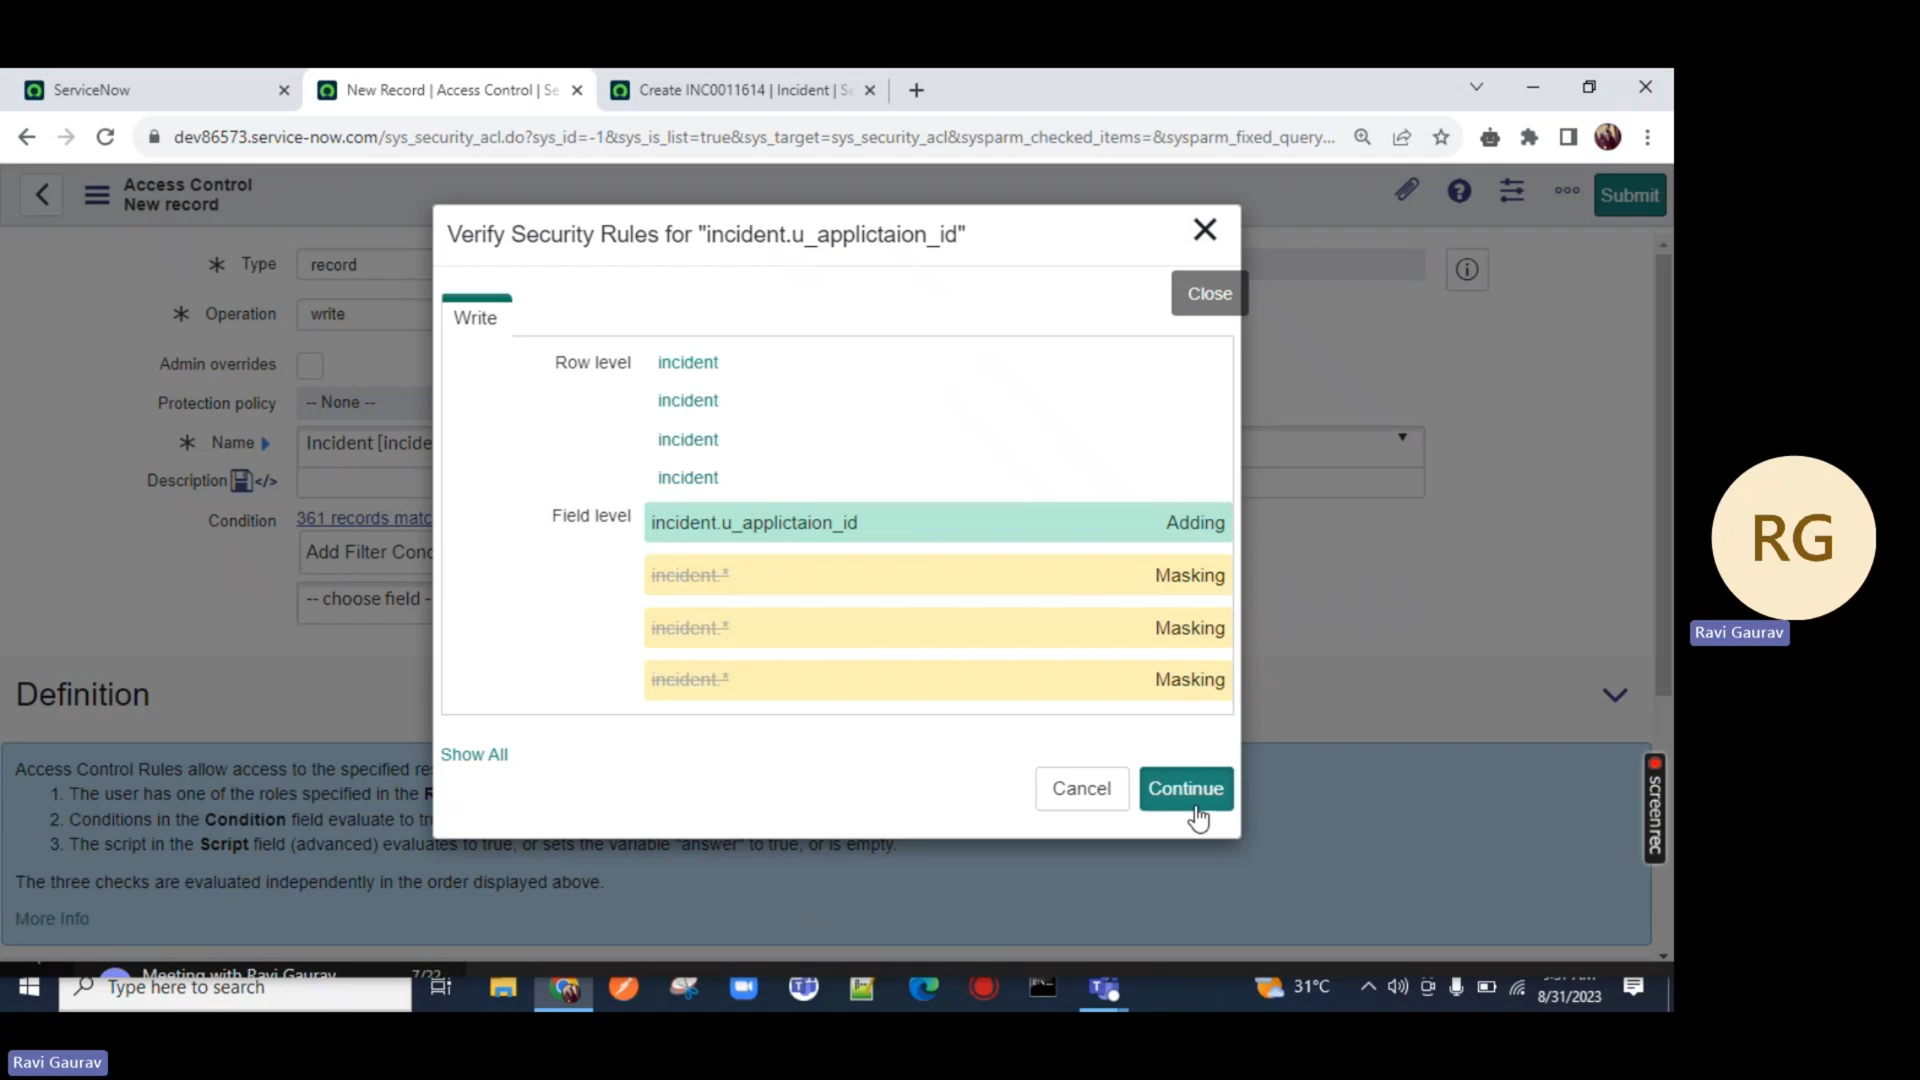 ServiceNow
New Record | Access Control | Se
Create INC0011614 | Incident | Se
dev86573.service-now.com/sys_security_acl.do?sys_id=-1&sys_is_list=true&sys_target=sys_security_acl&sysparm_checked_items=&sysparm_fixed_query...
Access Control
New record
Submit
Verify Security Rules for "incident.u_applictaion_id"
Close
Type
record
Operation
write
Admin overrides
Protection policy
-- None --
Name
Incident [incide
Description
</>
Condition
361 records matc
Add Filter Cond
-- choose field -
Write
Row level
incident
incident
incident
incident
Field level
incident.u_applictaion_id Adding
incident.* Masking
incident.* Masking
incident.* Masking
Show All
Cancel
Continue
Definition
Access Control Rules allow access to the specified re
1. The user has one of the roles specified in the R
2. Conditions in the Condition field evaluate to tr
3. The script in the Script field (advanced) evaluates to true, or sets the variable "answer" to true, or is empty.
The three checks are evaluated independently in the order displayed above.
More Info
screenrec
Meeting with Ravi Gaurav
7/22
Type here to search
31°C
8/31/2023
RG
Ravi Gaurav
Ravi Gaurav